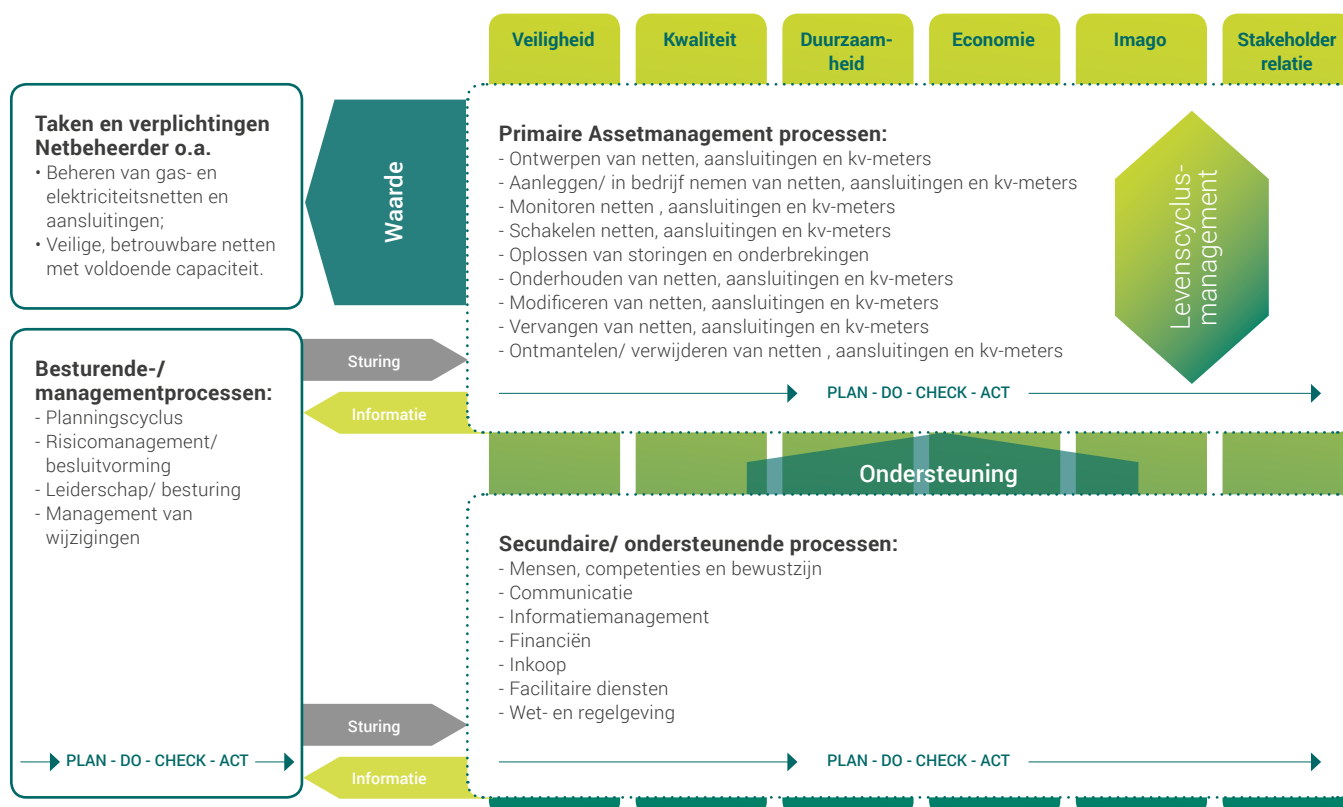 Veiligheid
Kwaliteit
Duurzaam-
heid
Economie
Imago
Stakeholder
relatie
Taken en verplichtingen
Netbeheerder o.a.
• Beheren van gas- en
elektriciteitsnetten en
aansluitingen;
• Veilige, betrouwbare netten
met voldoende capaciteit.
Waarde
Primaire Assetmanagement processen:
- Ontwerpen van netten, aansluitingen en kv-meters
- Aanleggen/ in bedrijf nemen van netten, aansluitingen en kv-meters
- Monitoren netten , aansluitingen en kv-meters
- Schakelen netten, aansluitingen en kv-meters
- Oplossen van storingen en onderbrekingen
- Onderhouden van netten, aansluitingen en kv-meters
- Modificeren van netten, aansluitingen en kv-meters
- Vervangen van netten, aansluitingen en kv-meters
- Ontmantelen/ verwijderen van netten , aansluitingen en kv-meters
PLAN - DO - CHECK - ACT
Levenscyclus-
management
Besturende-/
managementprocessen:
- Planningscyclus
- Risicomanagement/
besluitvorming
- Leiderschap/ besturing
- Management van
wijzigingen
PLAN - DO - CHECK - ACT
Sturing
Informatie
Ondersteuning
Secundaire/ ondersteunende processen:
- Mensen, competenties en bewustzijn
- Communicatie
- Informatiemanagement
- Financiën
- Inkoop
- Facilitaire diensten
- Wet- en regelgeving
Sturing
Informatie
PLAN - DO - CHECK - ACT